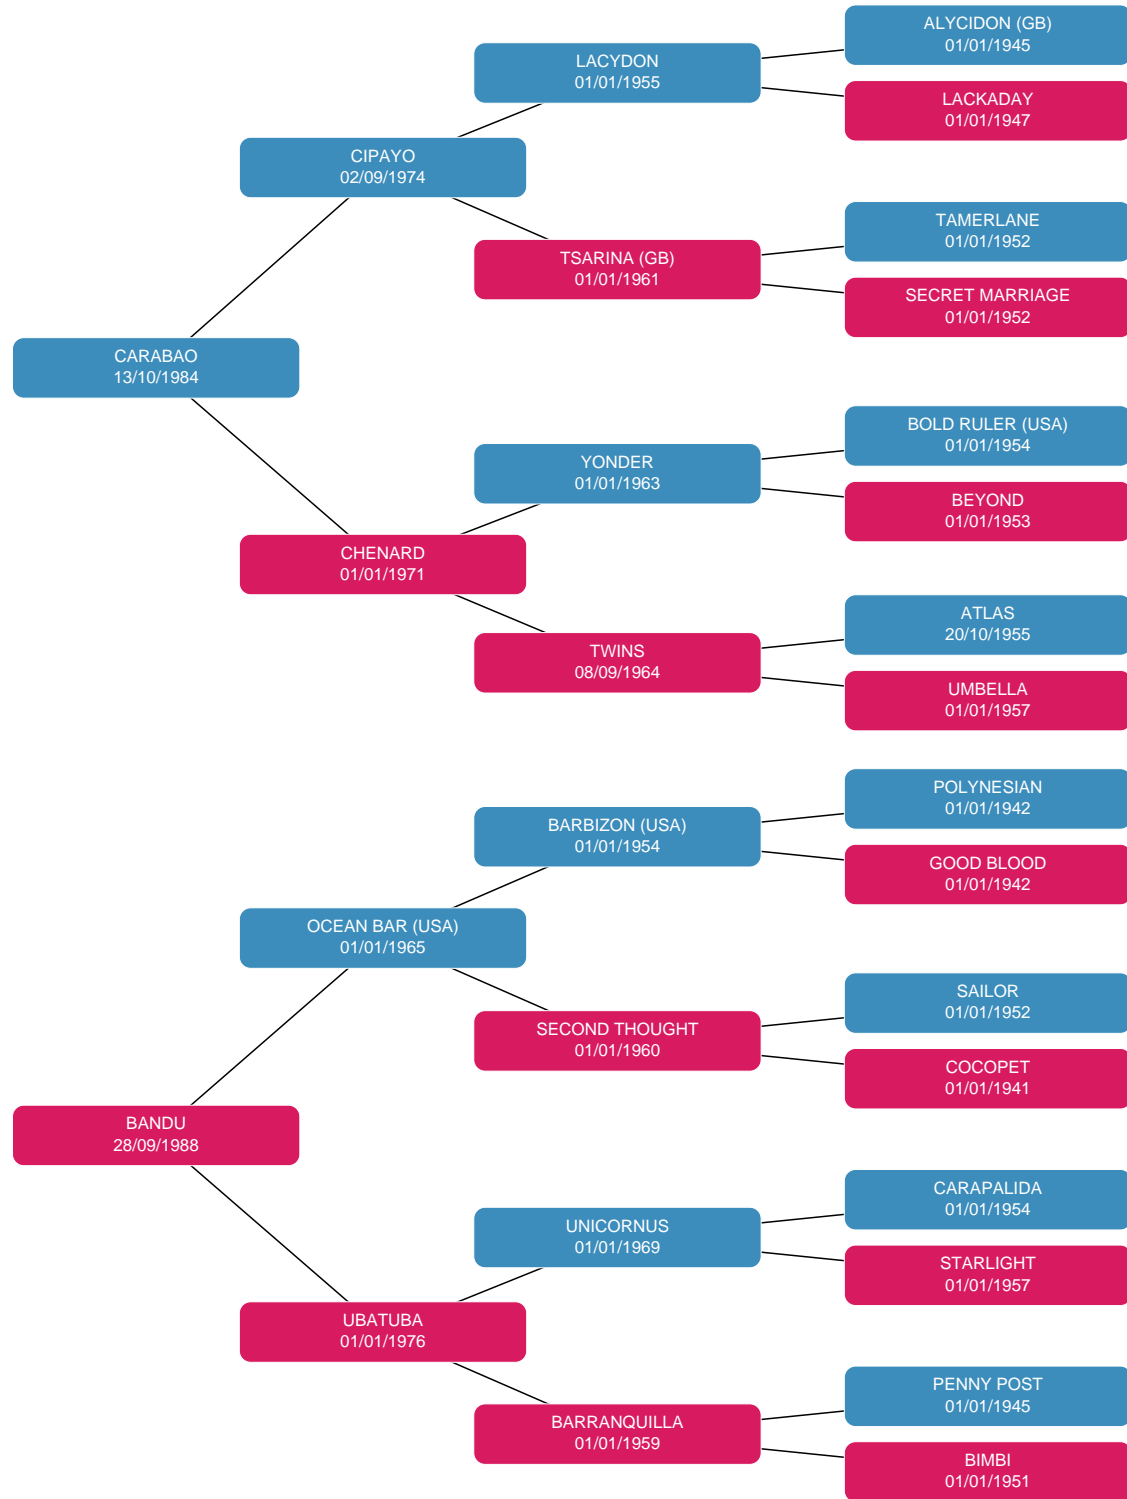 ALYCIDON (GB)
01/01/1945
LACYDON
01/01/1955
LACKADAY
01/01/1947
CIPAYO
02/09/1974
TAMERLANE
01/01/1952
TSARINA (GB)
01/01/1961
SECRET MARRIAGE
01/01/1952
CARABAO
13/10/1984
BOLD RULER (USA)
01/01/1954
YONDER
01/01/1963
BEYOND
01/01/1953
CHENARD
01/01/1971
ATLAS
20/10/1955
TWINS
08/09/1964
UMBELLA
01/01/1957
POLYNESIAN
01/01/1942
BARBIZON (USA)
01/01/1954
GOOD BLOOD
01/01/1942
OCEAN BAR (USA)
01/01/1965
SAILOR
01/01/1952
SECOND THOUGHT
01/01/1960
COCOPET
01/01/1941
BANDU
28/09/1988
CARAPALIDA
01/01/1954
UNICORNUS
01/01/1969
STARLIGHT
01/01/1957
UBATUBA
01/01/1976
PENNY POST
01/01/1945
BARRANQUILLA
01/01/1959
BIMBI
01/01/1951